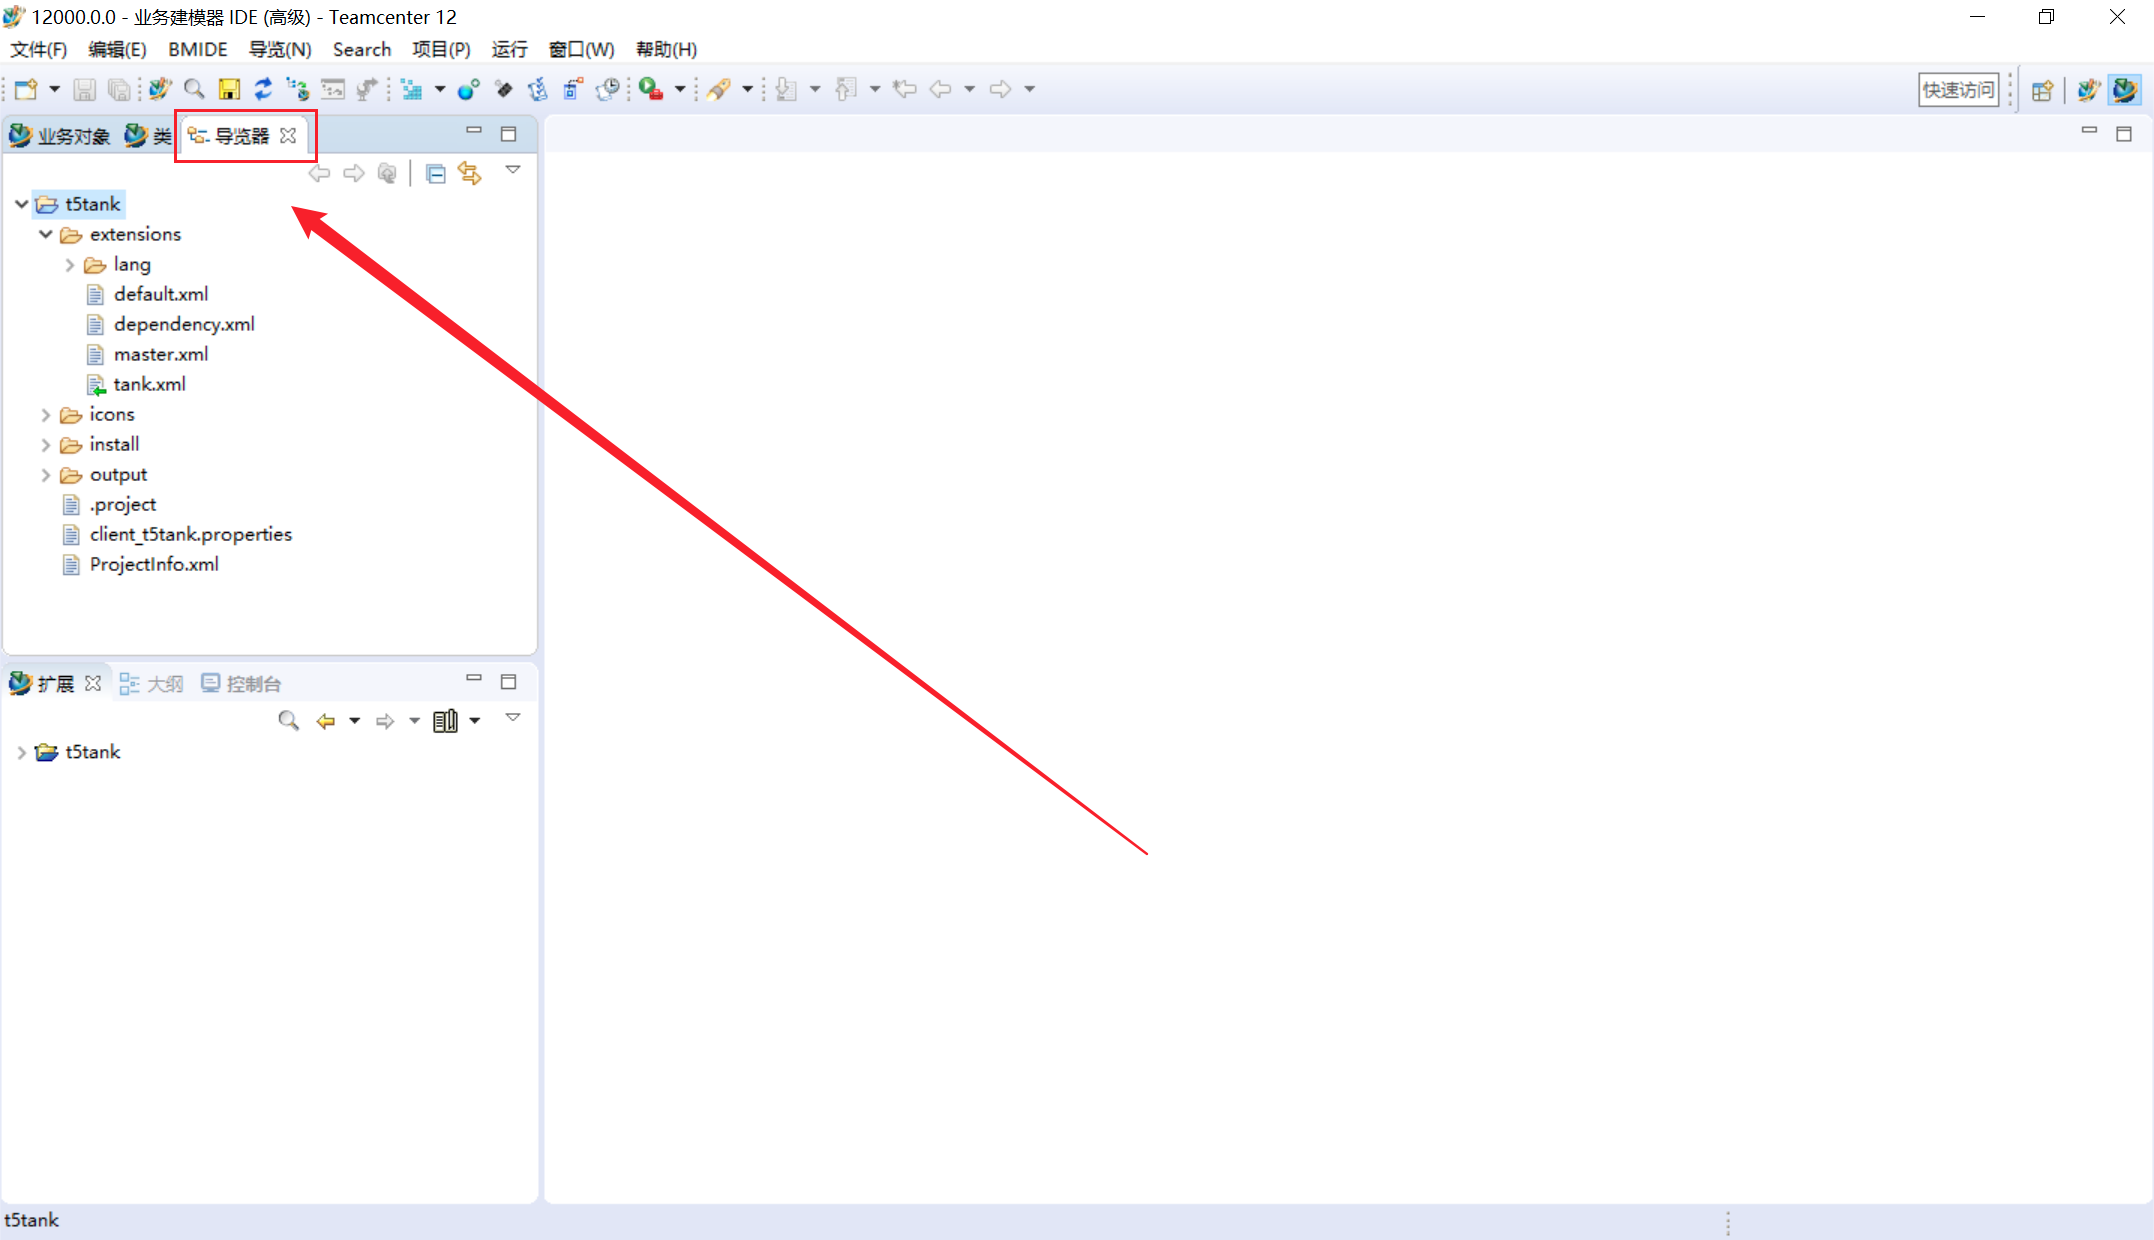 12000.0.0 - 业务建模器 IDE (高级) - Teamcenter 12
文件(F) 编辑(E) BMIDE 导览(N) Search 项目(P) 运行 窗口(W) 帮助(H)
快速访问
业务对象 类 导览器
t5tank
extensions
lang
default.xml
dependency.xml
master.xml
tank.xml
icons
install
output
.project
client_t5tank.properties
ProjectInfo.xml
扩展 大纲 控制台
t5tank
t5tank